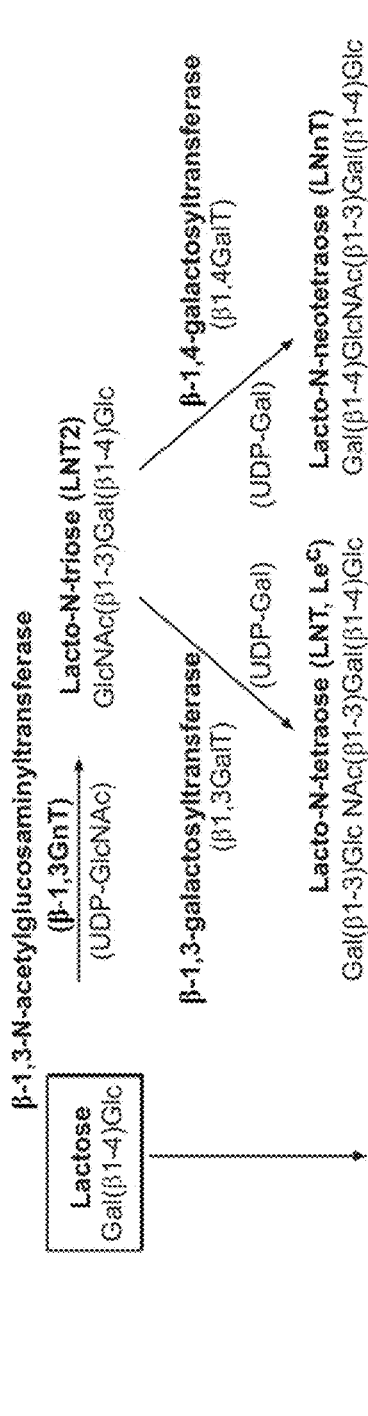 β-1,3-N-acetylglucosaminyltransferase
(β-1,3GnT)
(UDP-GlcNAc)
Lactose
Gal(β1-4)Glc
Lacto-N-triose (LNT2)
GlcNAc(β1-3)Gal(β1-4)Glc
β-1,3-galactosyltransferase
(β1,3GalT)
(UDP-Gal)
β-1,4-galactosyltransferase
(β1,4GalT)
(UDP-Gal)
Lacto-N-tetraose (LNT, Leᶜ)
Gal(β1-3)Glc NAc(β1-3)Gal(β1-4)Glc
Lacto-N-neotetraose (LNnT)
Gal(β1-4)GlcNAc(β1-3)Gal(β1-4)Glc